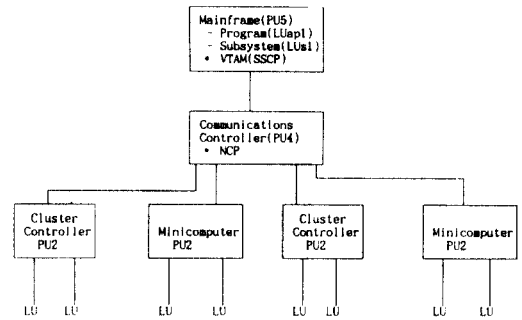 Mainframe(PU5)
- Program(LUapl)
- Subsystem(LUsl)
• VTAM(SSCP)
Communications
Controller(PU4)
• NCP
Cluster
Controller
PU2
Minicomputer
PU2
Cluster
Controller
PU2
Minicomputer
PU2
LU LU LU LU LU LU LU LU